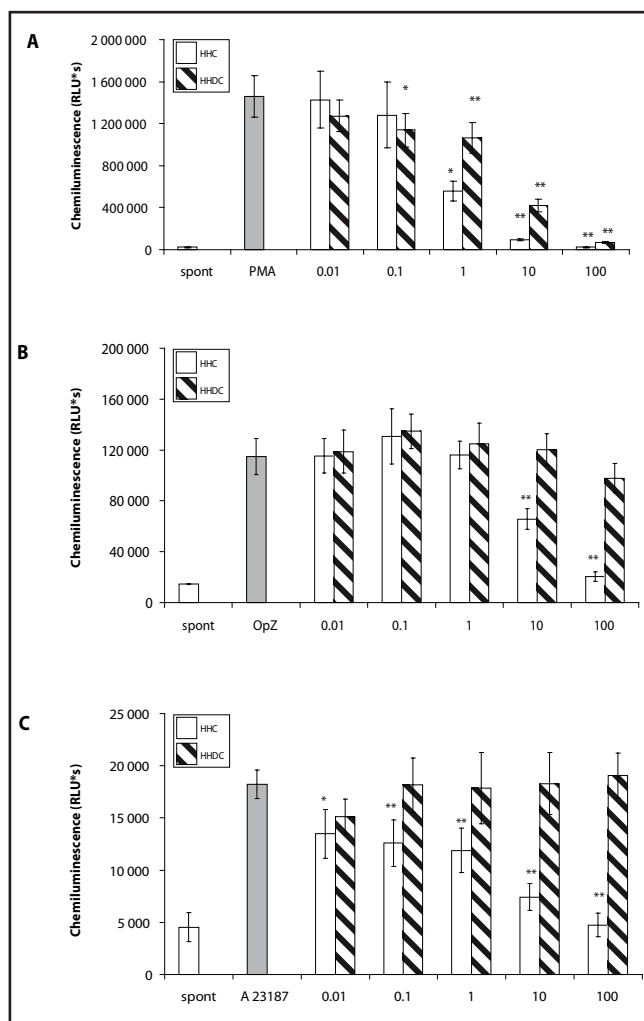 A
Chemiluminescence (RLU*s)
2 000 000
1 600 000
1 200 000
800 000
400 000
0
HHC
HHDC
*
**
*
**
**
**
**
spont PMA 0.01 0.1 1 10 100
B
Chemiluminescence (RLU*s)
200 000
160 000
120 000
80 000
40 000
0
HHC
HHDC
**
**
spont OpZ 0.01 0.1 1 10 100
C
Chemiluminescence (RLU*s)
25 000
20 000
15 000
10 000
5 000
0
HHC
HHDC
*
**
**
**
**
spont A 23187 0.01 0.1 1 10 100